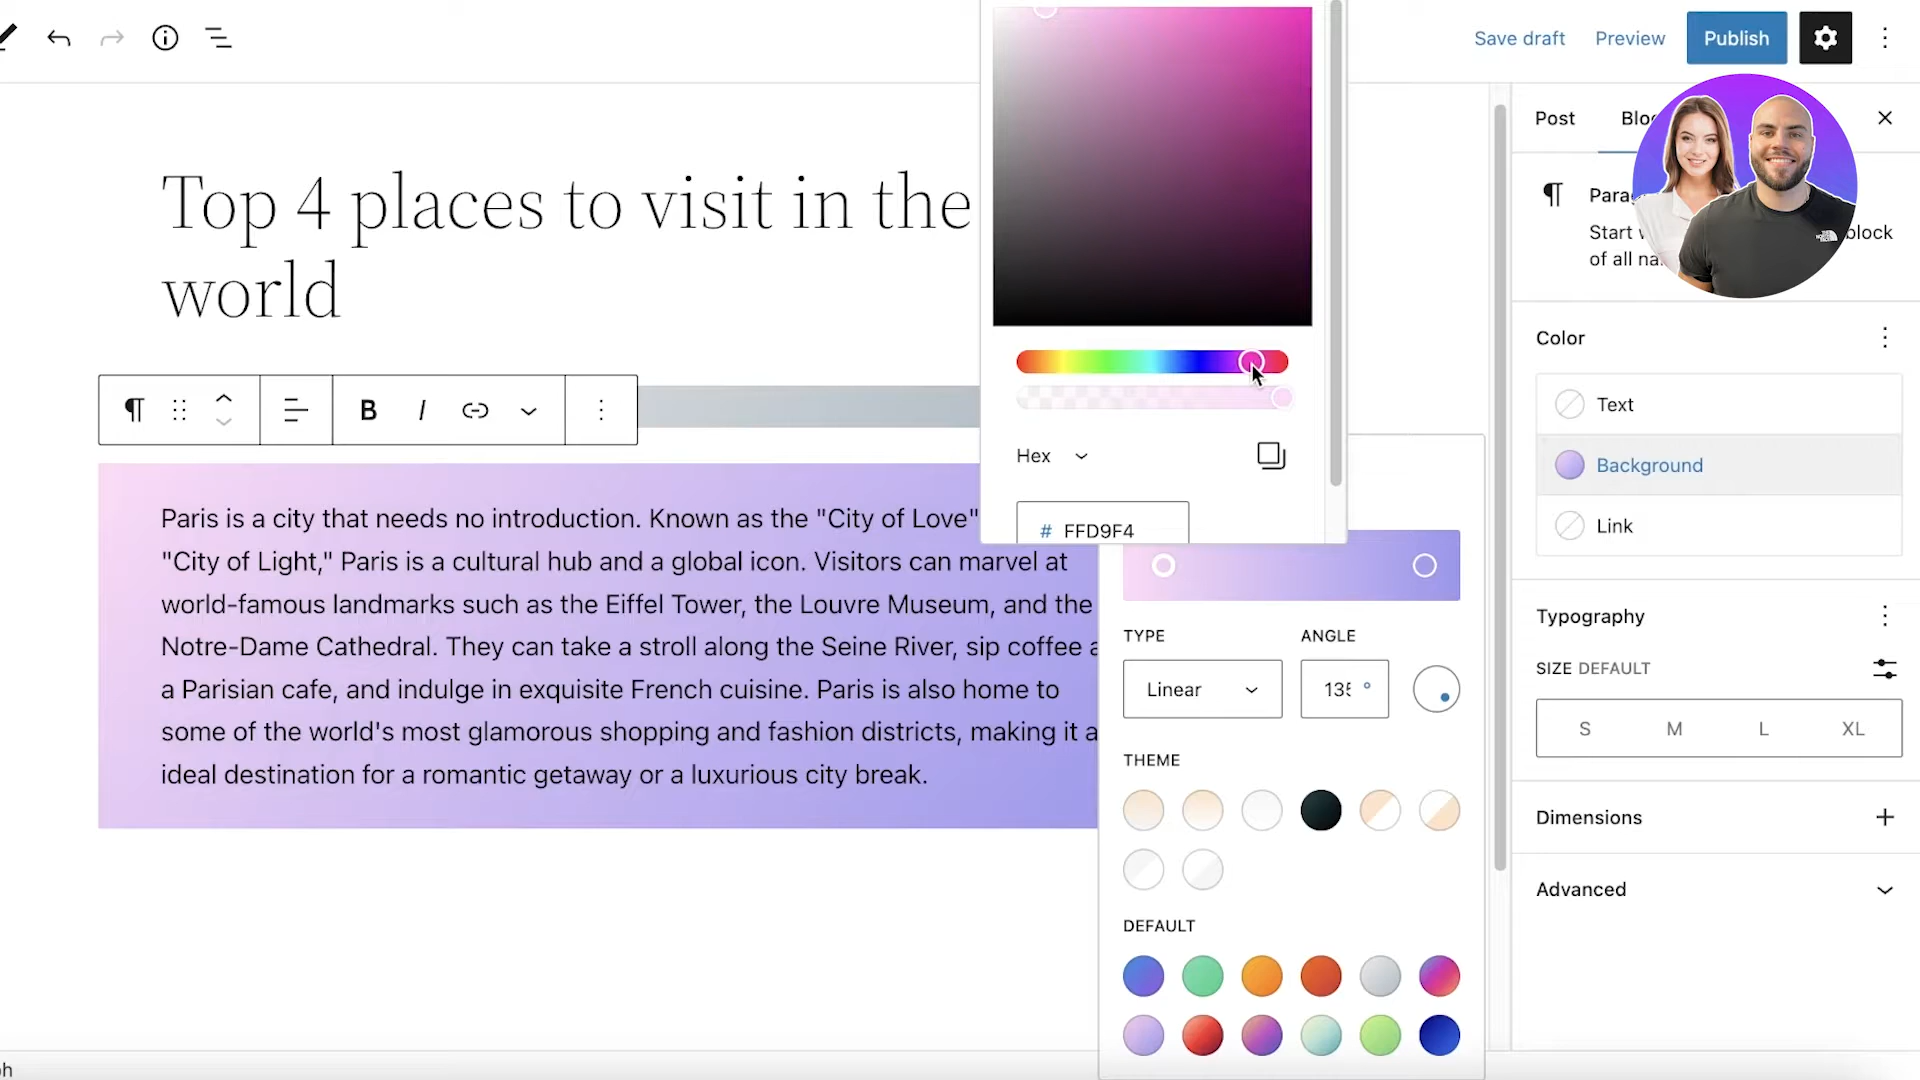 Save draft
Preview
Publish
Post
Top 4 places to visit in the
world
of all na
block
Color
Text
Background
Link
B I
Hex
# FFD9F4
Paris is a city that needs no introduction. Known as the "City of Love"
"City of Light," Paris is a cultural hub and a global icon. Visitors can marvel at
world-famous landmarks such as the Eiffel Tower, the Louvre Museum, and the
Notre-Dame Cathedral. They can take a stroll along the Seine River, sip coffee a
a Parisian cafe, and indulge in exquisite French cuisine. Paris is also home to
some of the world's most glamorous shopping and fashion districts, making it a
ideal destination for a romantic getaway or a luxurious city break.
TYPE
ANGLE
Linear
THEME
DEFAULT
Typography
SIZE DEFAULT
S M L XL
Dimensions
Advanced